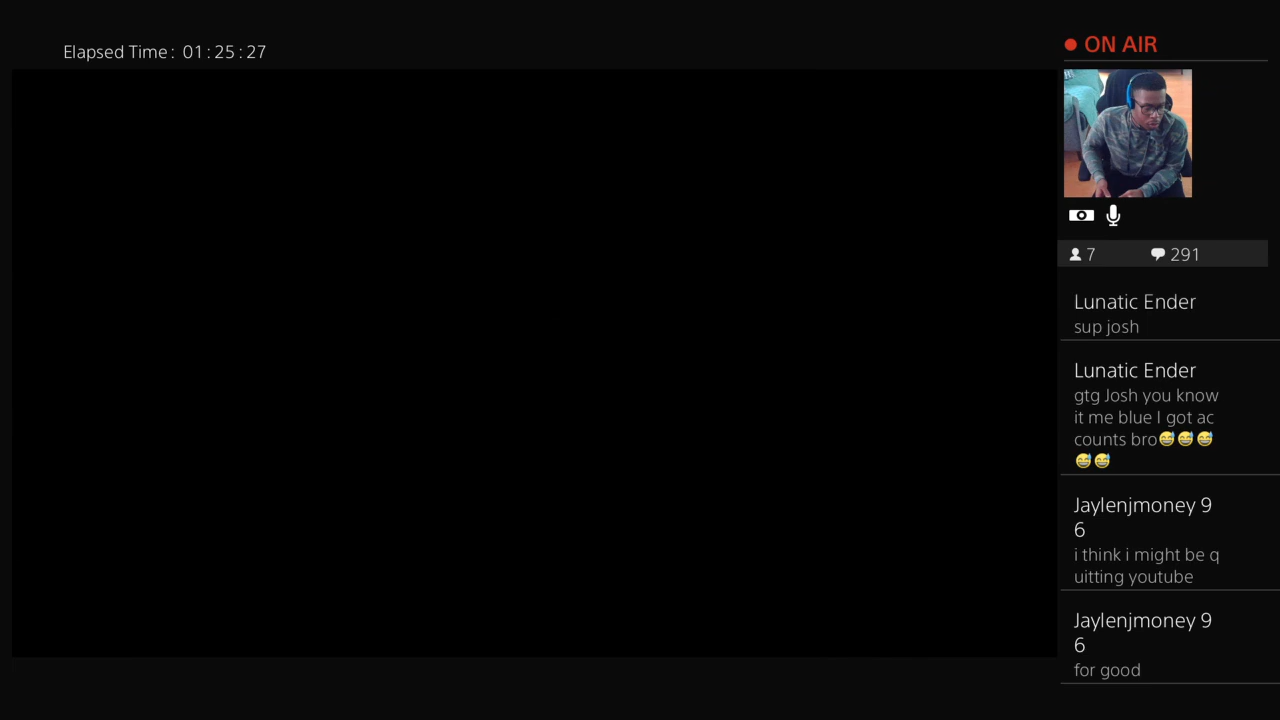 Elapsed Time: 01:25:27
ON AIR
7 291
Lunatic Ender
sup josh
Lunatic Ender
gtg Josh you know
it me blue I got ac
counts bro😅😅😅
😅😅
Jaylenjmoney 9
6
i think i might be q
uitting youtube
Jaylenjmoney 9
6
for good